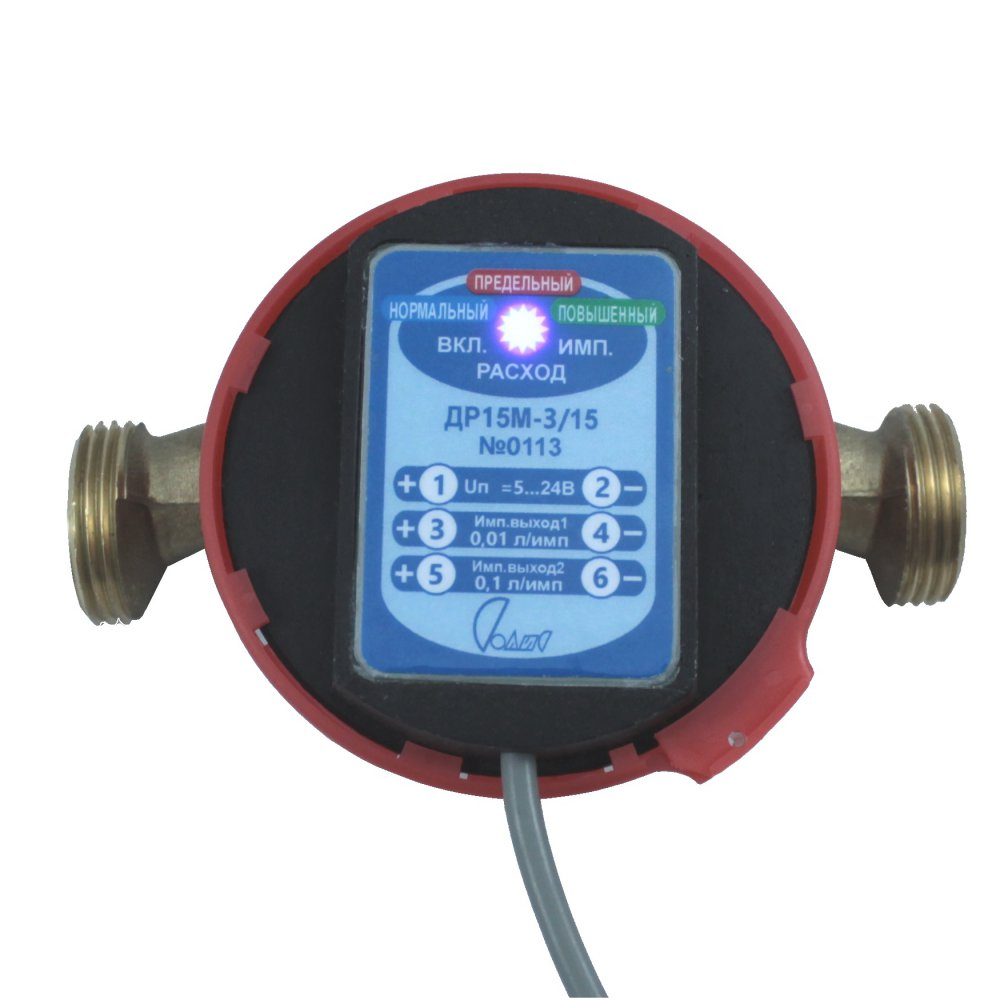 ПРЕДЕЛЬНЫЙ
НОРМАЛЬНЫЙ ПОВЫШЕННЫЙ
ВКЛ. ИМП.
РАСХОД
ДР15М-3/15
№0113
+ 1 Uп =5...24В 2 −
+ 3 Имп.выход1 0,01 л/имп 4 −
+ 5 Имп.выход2 0,1 л/имп 6 −